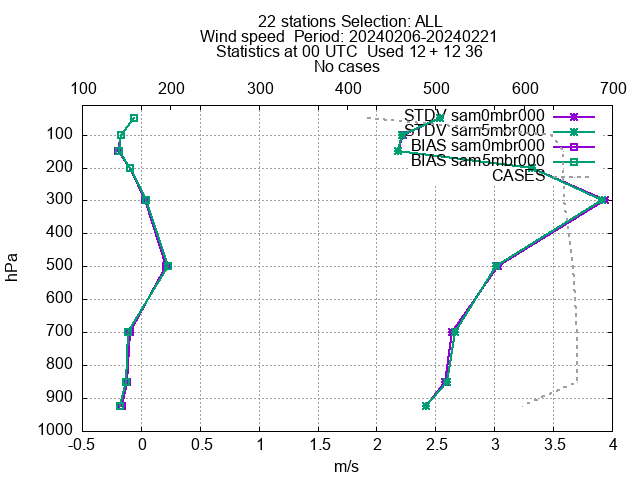 22 stations Selection: ALL
Wind speed  Period: 20240206-20240221
Statistics at 00 UTC  Used 12 + 12 36
No cases
100 200 300 400 500 600 700
STDV sam0mbr000
STDV sam5mbr000
BIAS sam0mbr000
BIAS sam5mbr000
CASES
100
200
300
400
500
600
700
800
900
1000
hPa
-0.5 0 0.5 1 1.5 2 2.5 3 3.5 4
m/s